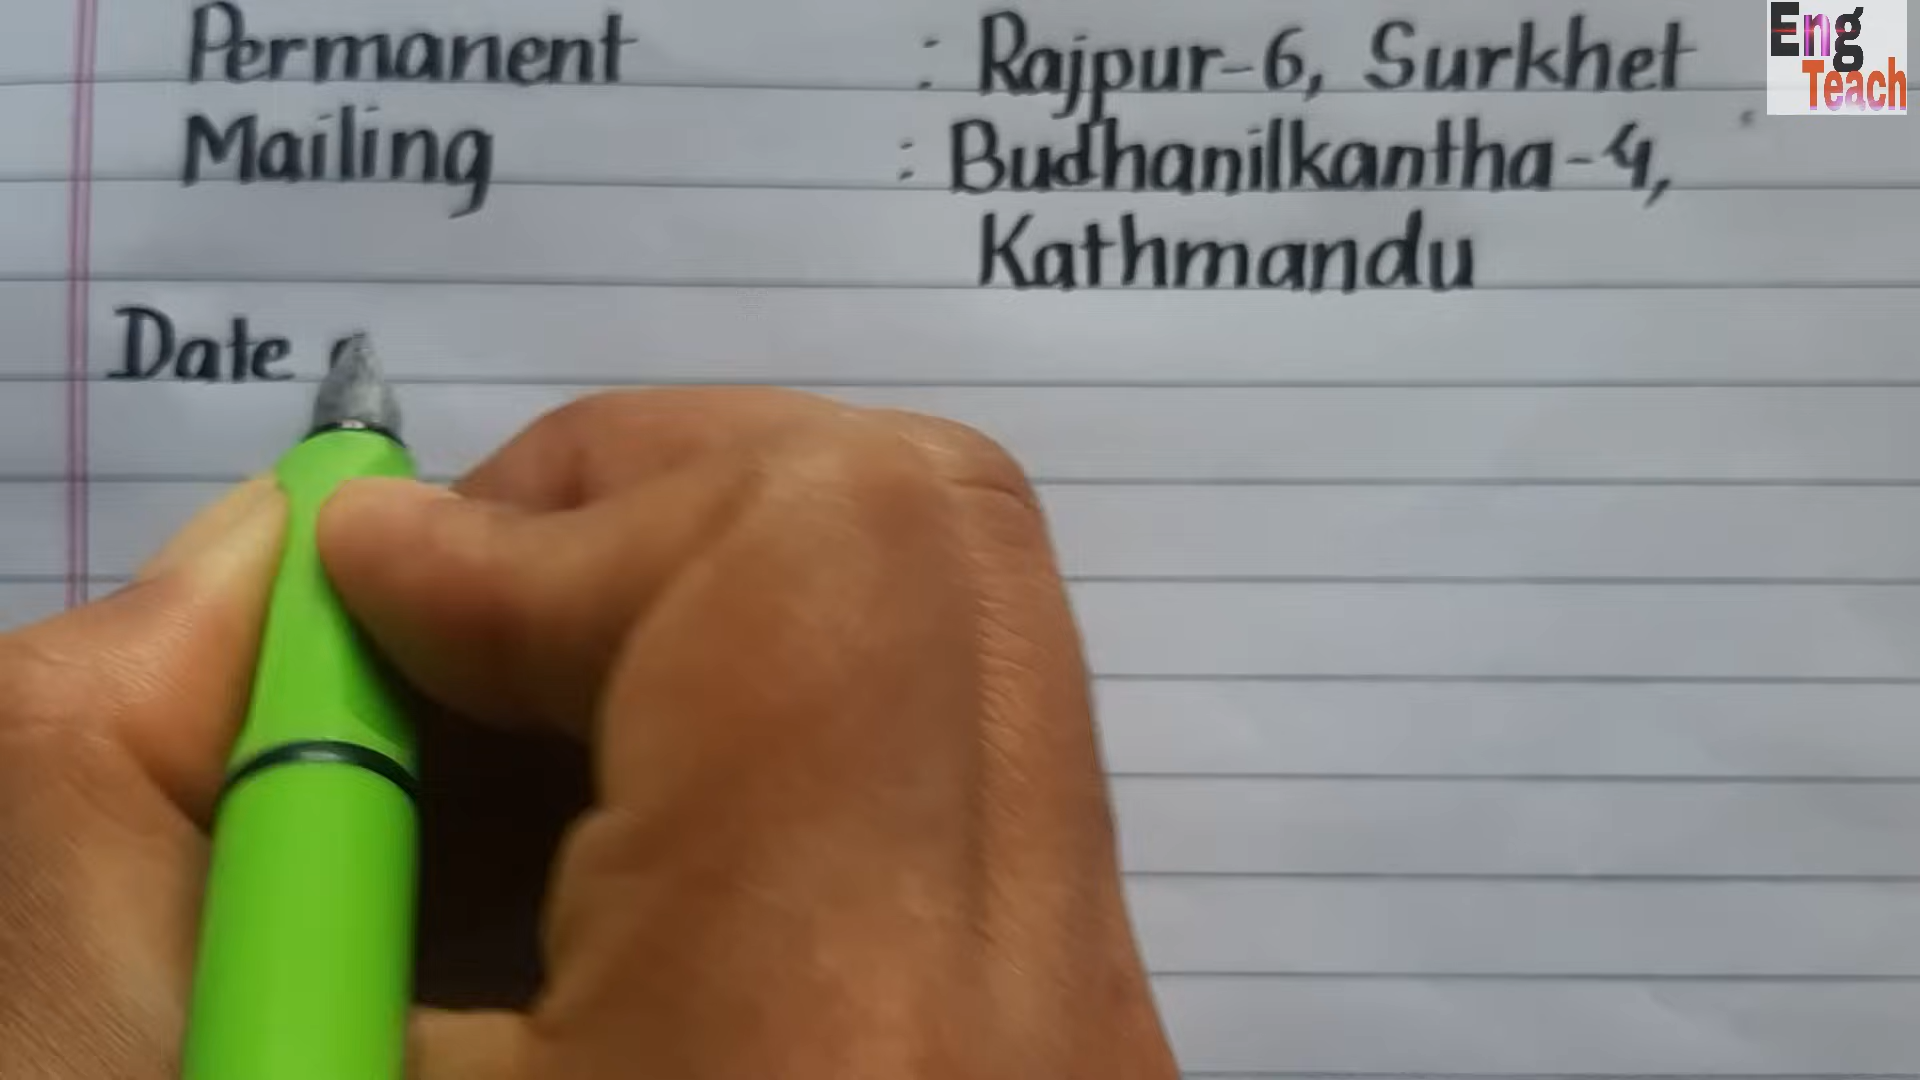 Permanent : Rajpur-6, Surkhet
Mailing : Budhanilkantha-4,
Kathmandu
Date
Eng
Teach